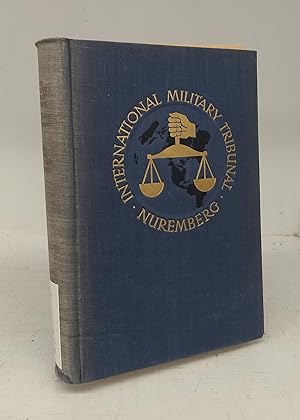 INTERNATIONAL MILITARY TRIBUNAL
· NUREMBERG ·